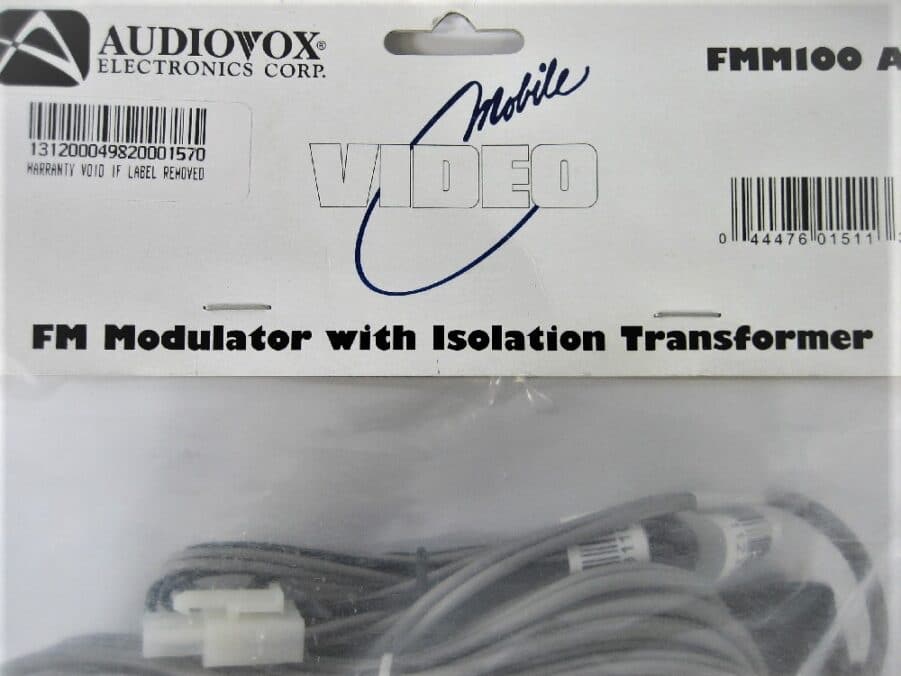 AUDIOVOX®
ELECTRONICS CORP.
FMM100 A
131200049820001570
WARRANTY VOID IF LABEL REMOVED
Mobile
VIDEO
0 44476 01511
FM Modulator with Isolation Transformer